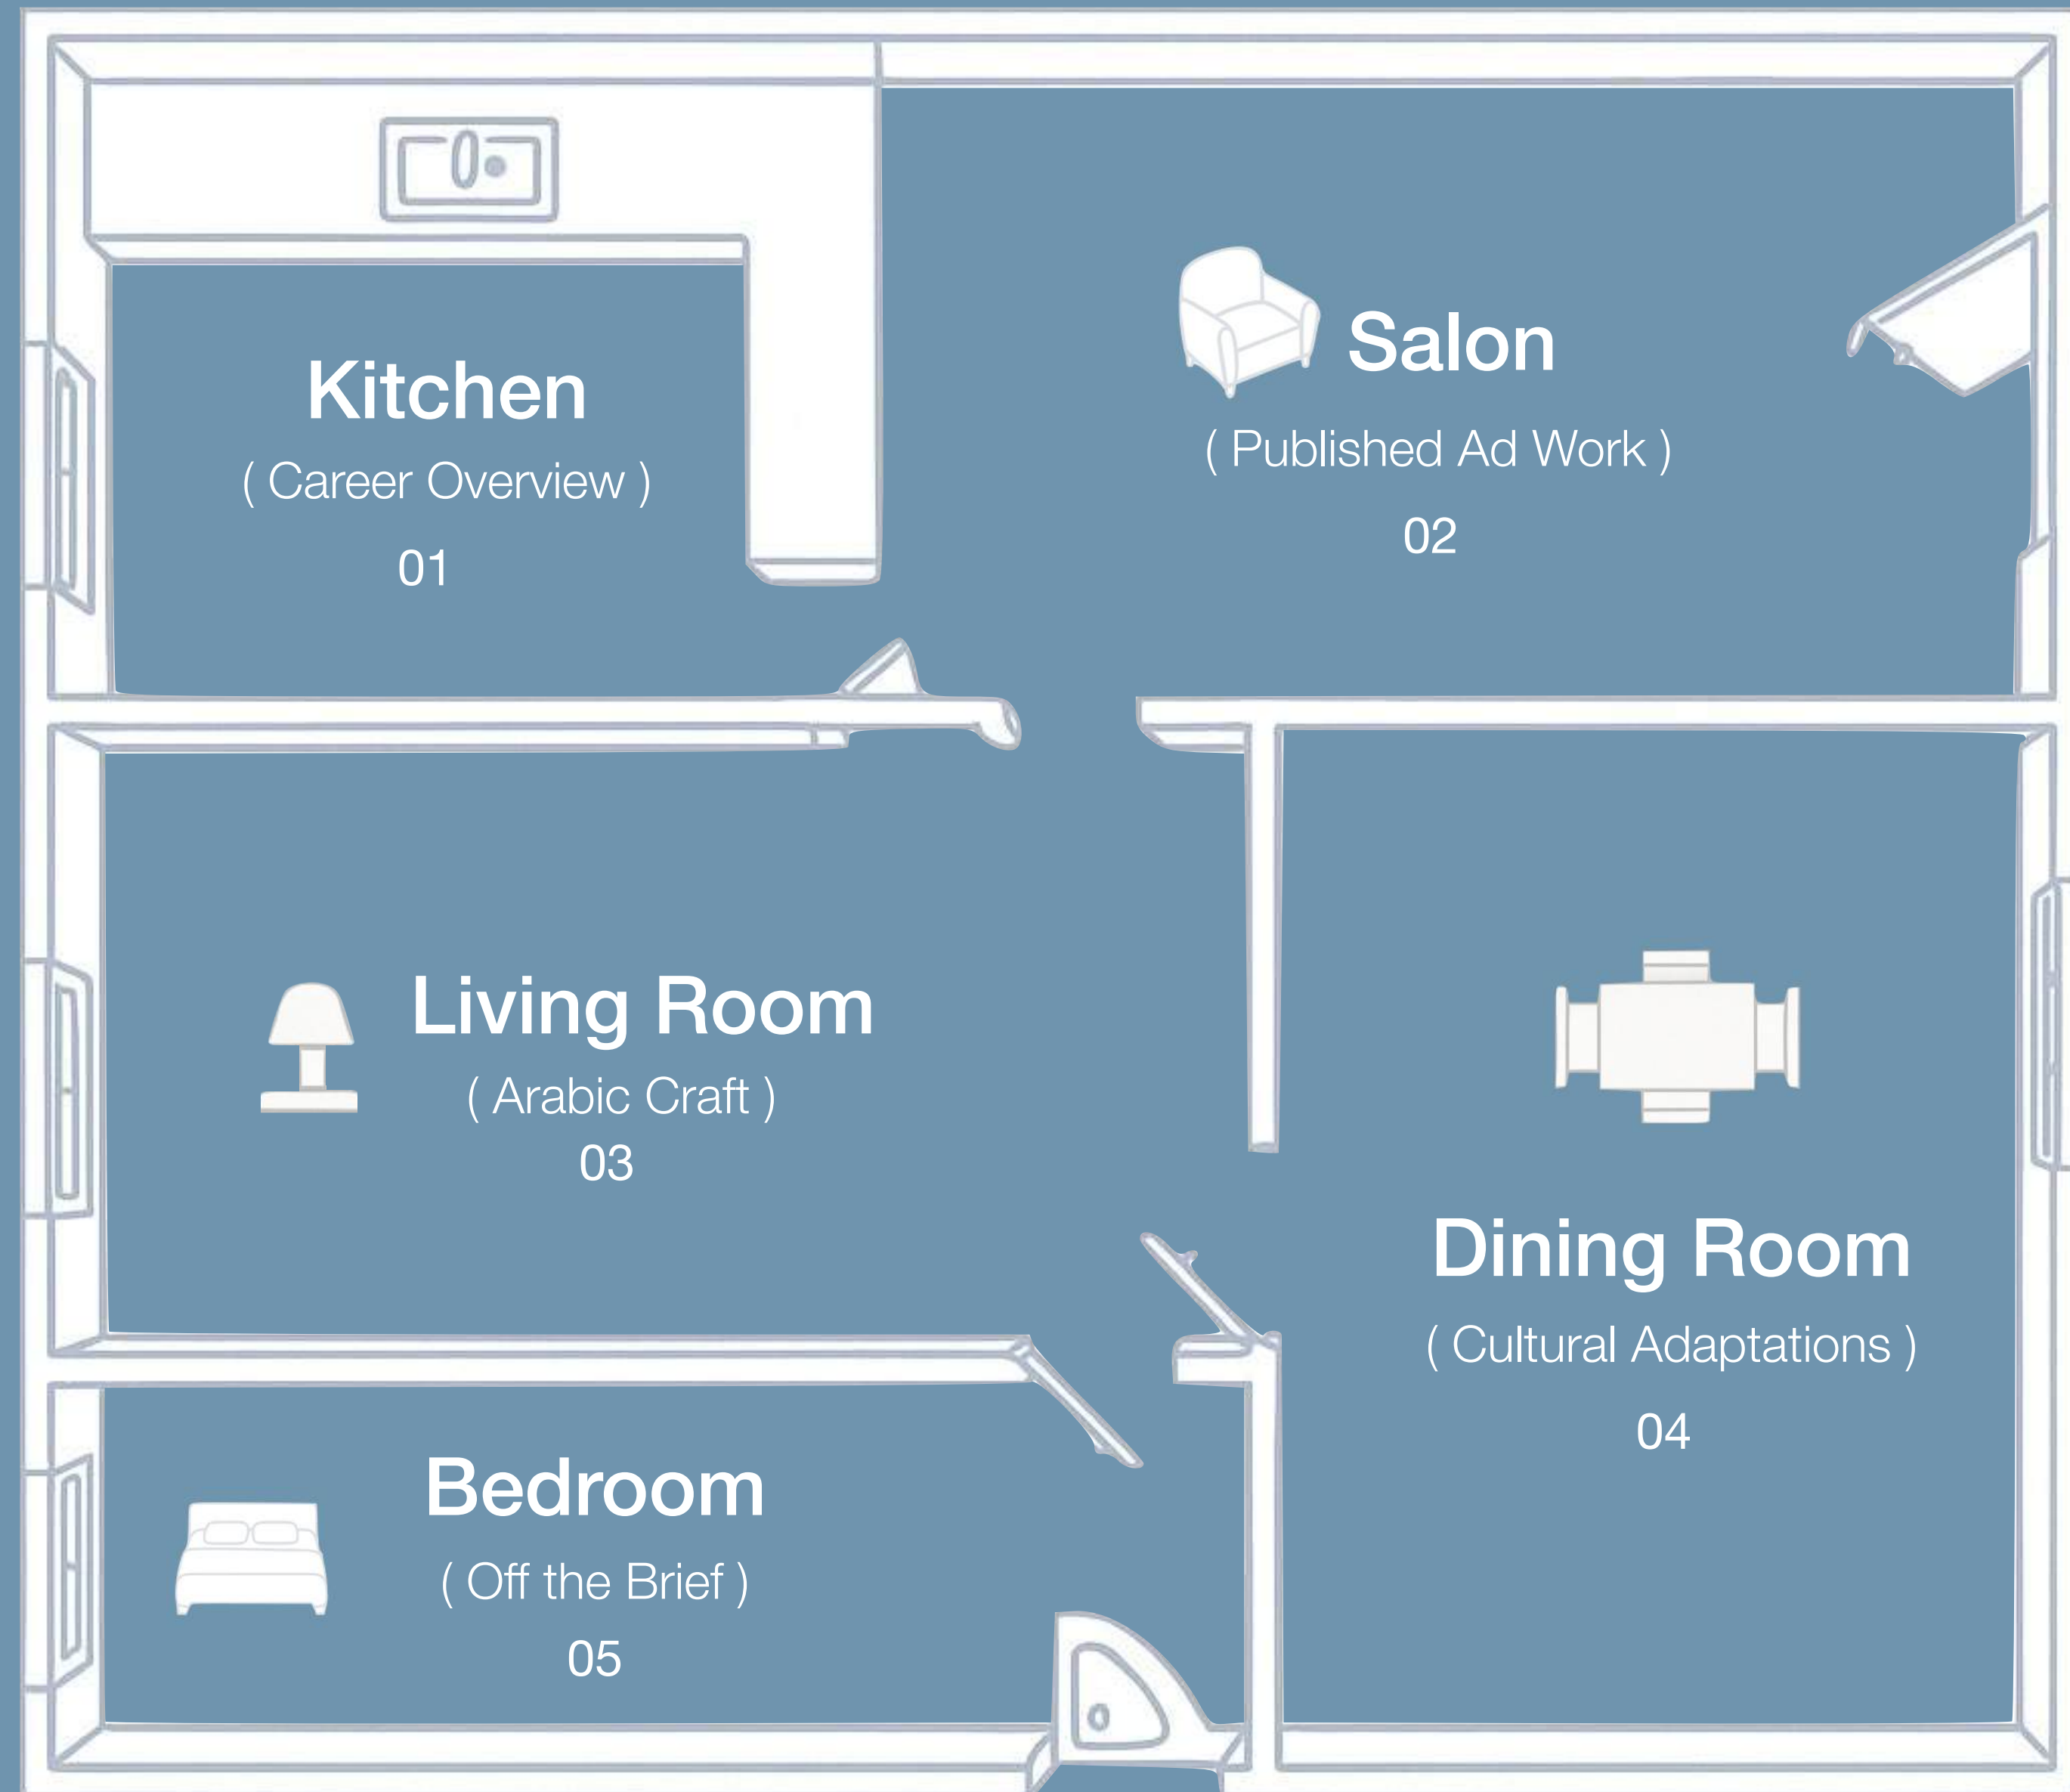 Kitchen
( Career Overview )
01
Salon
( Published Ad Work )
02
Living Room
( Arabic Craft )
03
Dining Room
( Cultural Adaptations )
04
Bedroom
( Off the Brief )
05